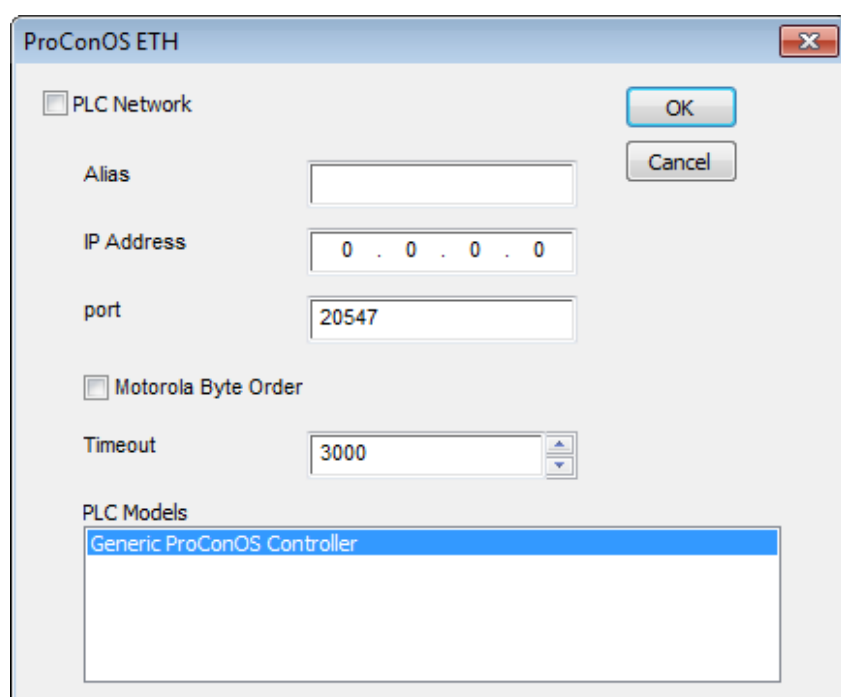 ProConOS ETH
PLC Network
OK
Cancel
Alias
IP Address
0 . 0 . 0 . 0
port
20547
Motorola Byte Order
Timeout
3000
PLC Models
Generic ProConOS Controller